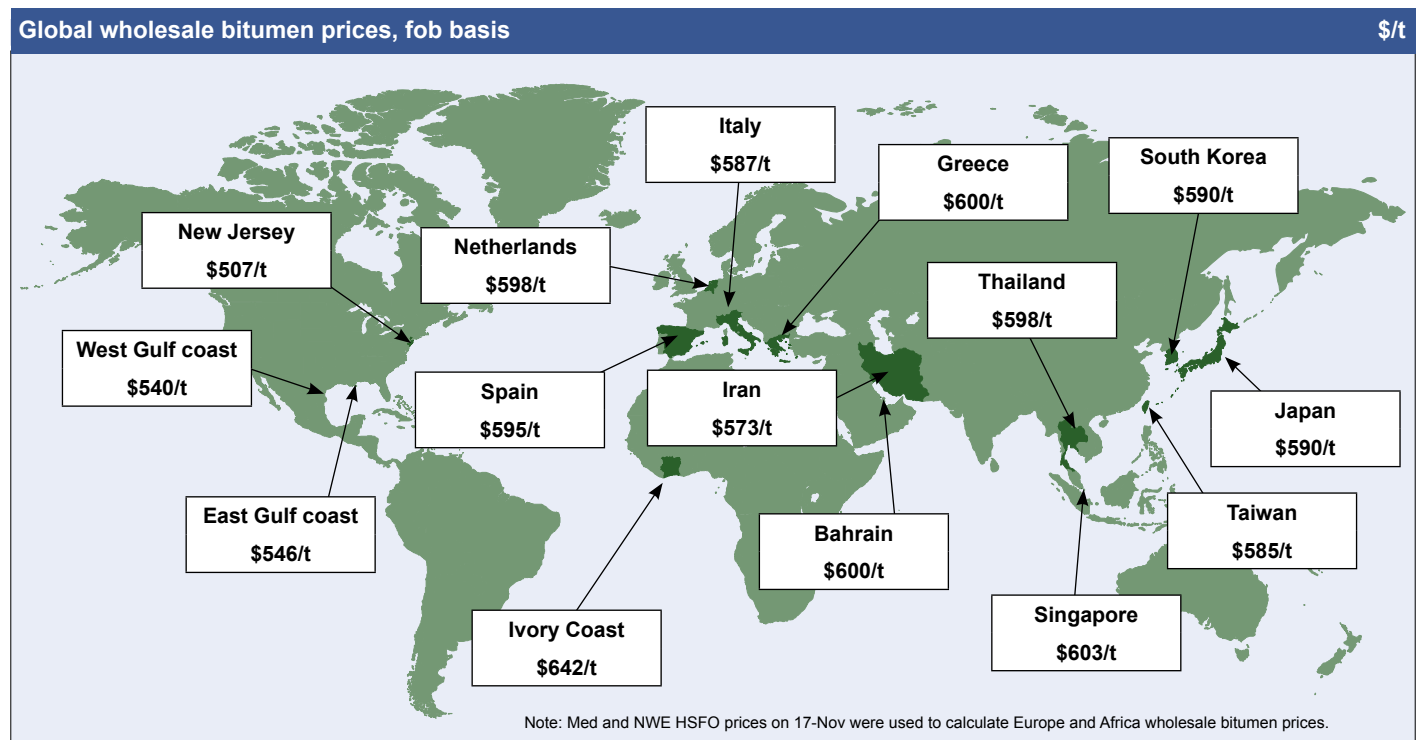 Global wholesale bitumen prices, fob basis $/t
Italy
$587/t
Greece
$600/t
South Korea
$590/t
New Jersey
$507/t
Netherlands
$598/t
Thailand
$598/t
West Gulf coast
$540/t
Spain
$595/t
Iran
$573/t
Japan
$590/t
East Gulf coast
$546/t
Bahrain
$600/t
Taiwan
$585/t
Ivory Coast
$642/t
Singapore
$603/t
Note: Med and NWE HSFO prices on 17-Nov were used to calculate Europe and Africa wholesale bitumen prices.